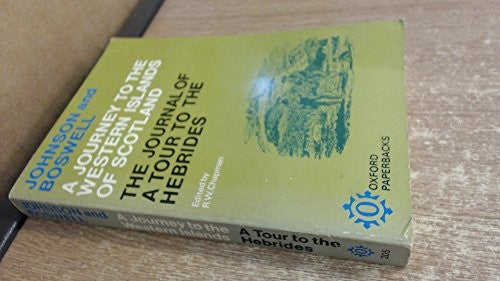 JOHNSON and
BOSWELL
A JOURNEY TO THE
WESTERN ISLANDS
OF SCOTLAND
THE JOURNAL OF
A TOUR TO THE
HEBRIDES
Edited by
R.W. Chapman
OXFORD
PAPERBACKS
JOHNSON and
BOSWELL
A Journey to the
Western Islands
A Tour to the
Hebrides
205